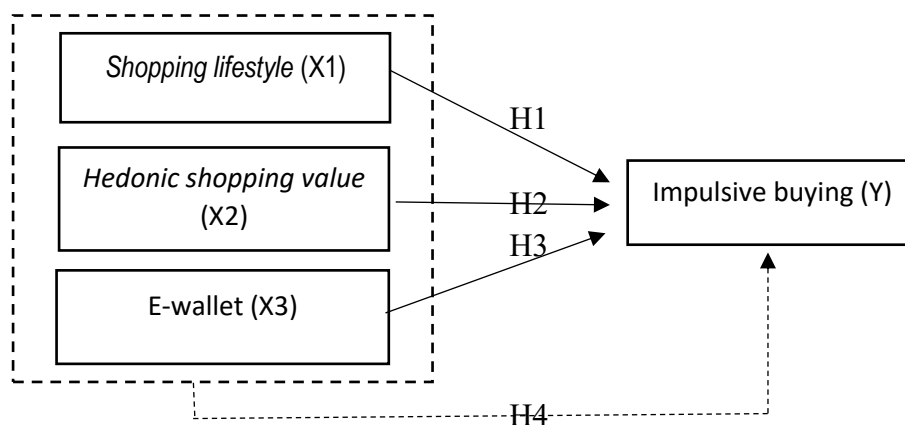 Shopping lifestyle (X1)
H1
Hedonic shopping value
(X2)
H2
Impulsive buying (Y)
H3
E-wallet (X3)
H4